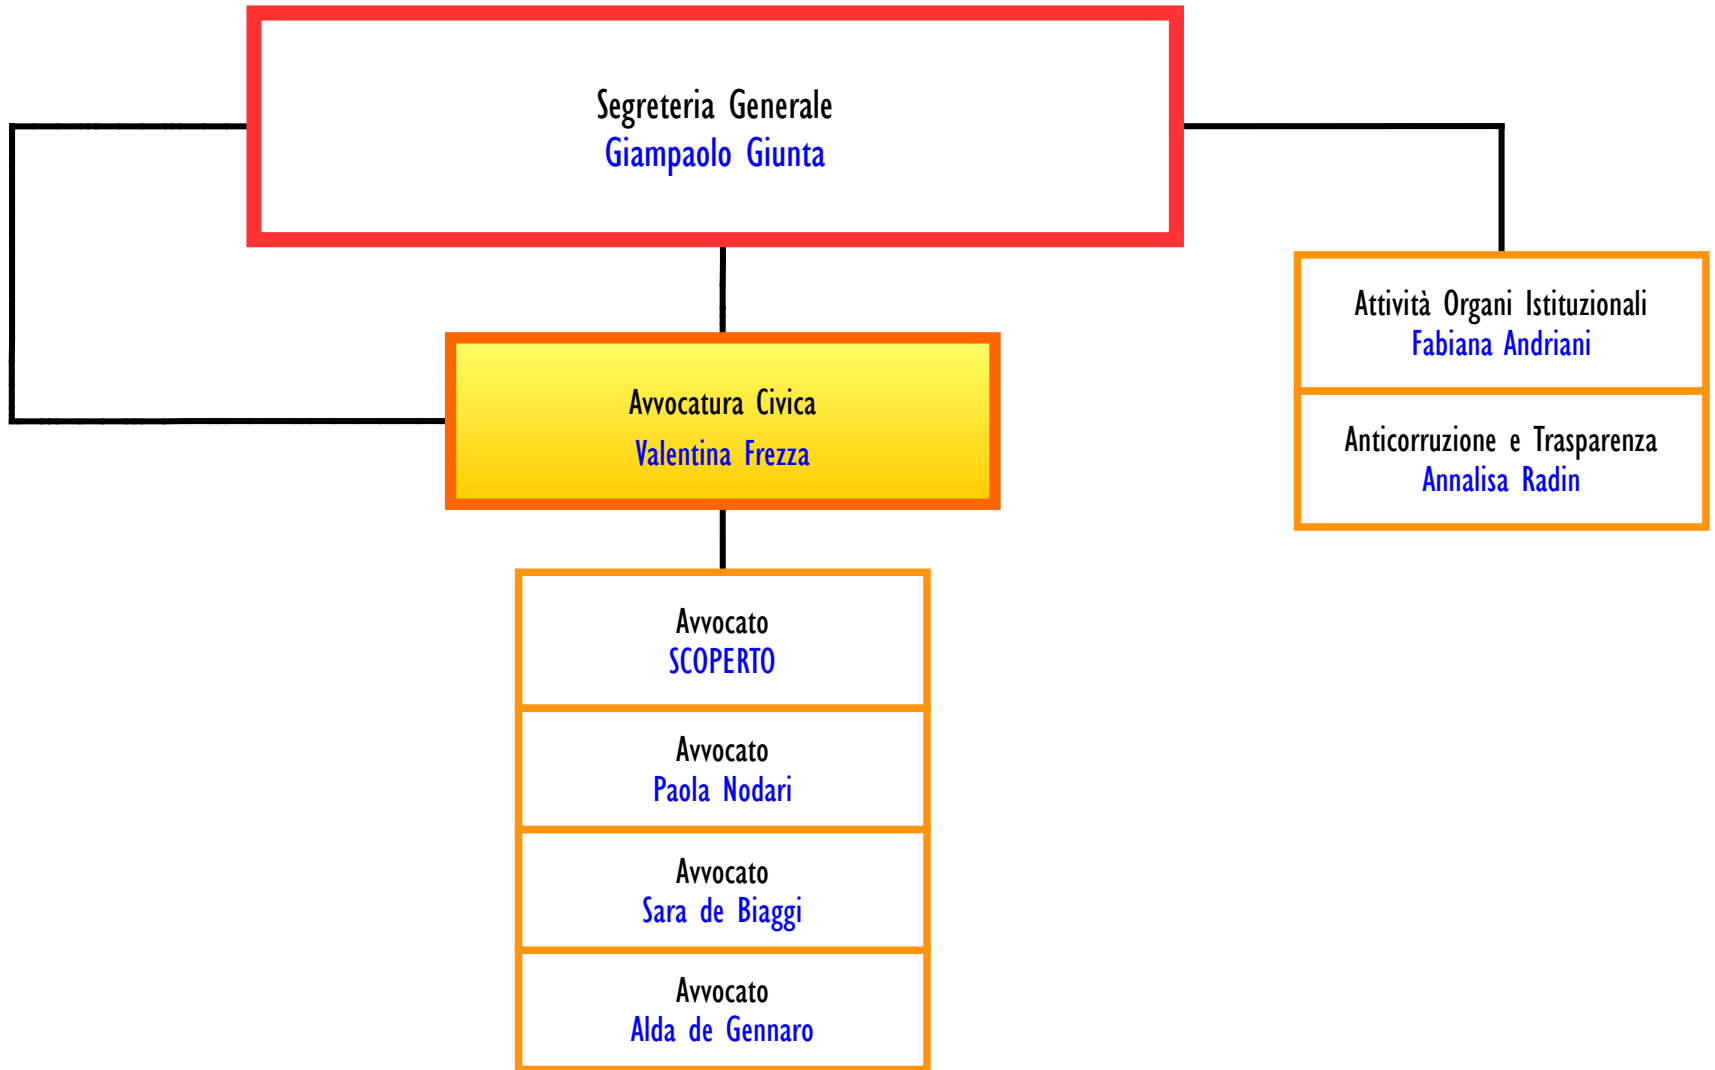 Segreteria Generale
Giampaolo Giunta
Attività Organi Istituzionali
Fabiana Andriani
Anticorruzione e Trasparenza
Annalisa Radin
Avvocatura Civica
Valentina Frezza
Avvocato
SCOPERTO
Avvocato
Paola Nodari
Avvocato
Sara de Biaggi
Avvocato
Alda de Gennaro